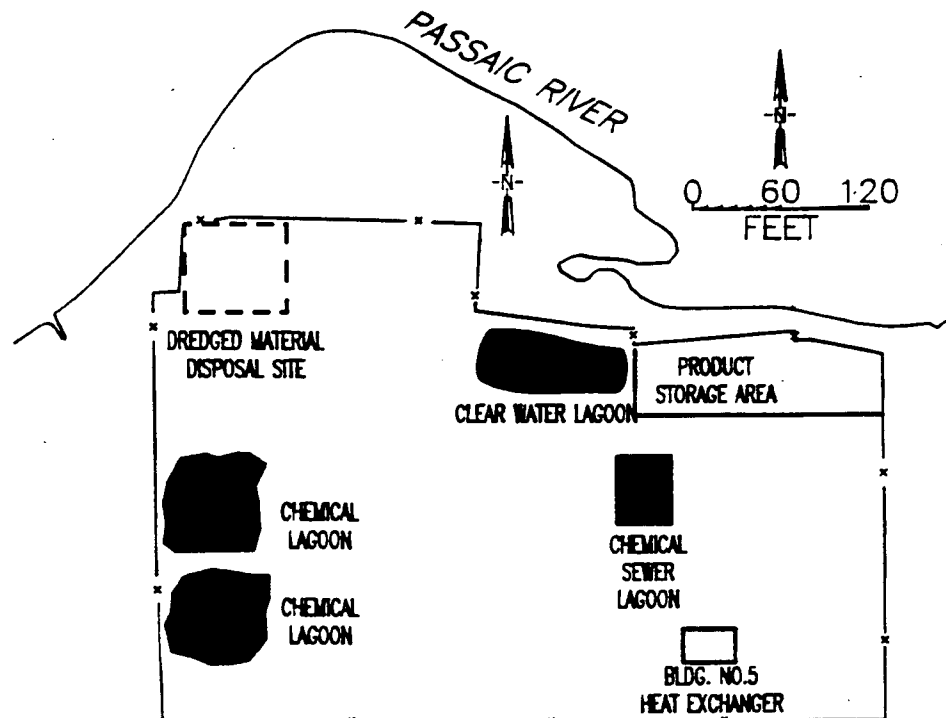 PASSAIC RIVER
N
N
0 60 120
FEET
DREDGED MATERIAL
DISPOSAL SITE
CLEAR WATER LAGOON
PRODUCT
STORAGE AREA
CHEMICAL
LAGOON
CHEMICAL
SEWER
LAGOON
CHEMICAL
LAGOON
BLDG. NO.5
HEAT EXCHANGER